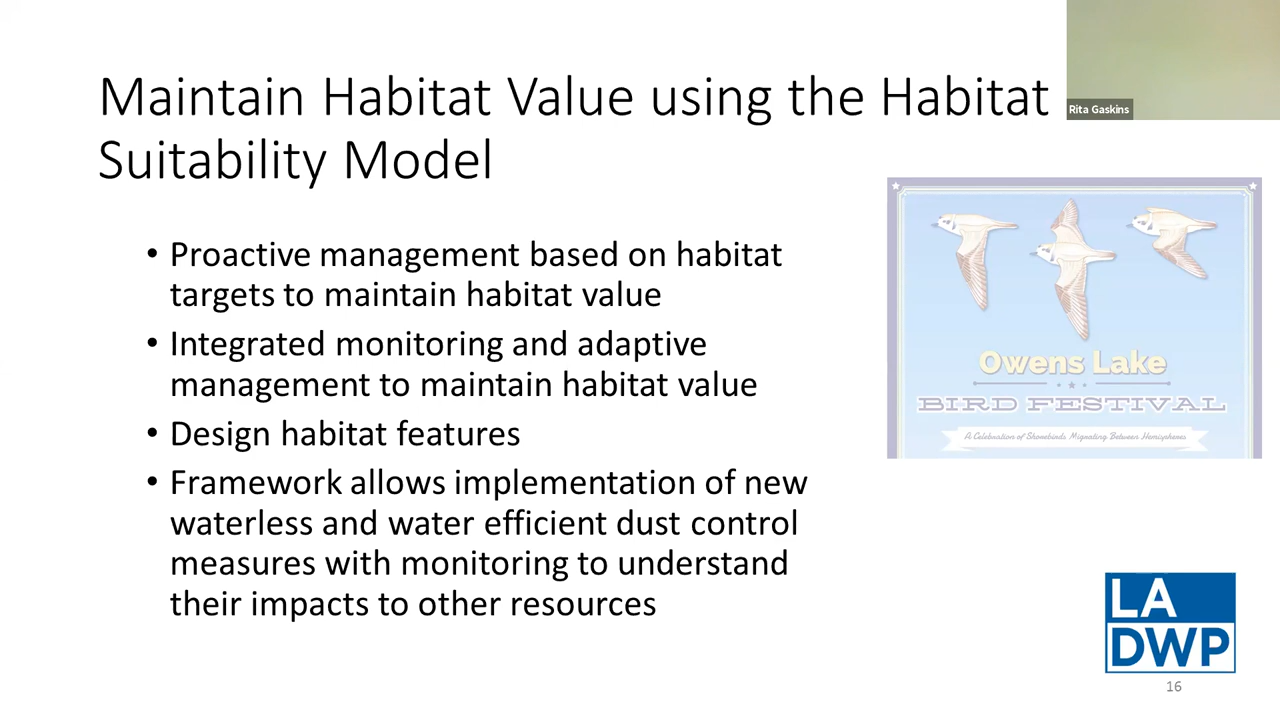 Maintain Habitat Value using the Habitat
Suitability Model
Rita Gaskins
• Proactive management based on habitat
targets to maintain habitat value
• Integrated monitoring and adaptive
management to maintain habitat value
• Design habitat features
• Framework allows implementation of new
waterless and water efficient dust control
measures with monitoring to understand
their impacts to other resources
Owens Lake
BIRD FESTIVAL
A Celebration of Shorebirds Migrating Between Hemispheres
LA
DWP
16